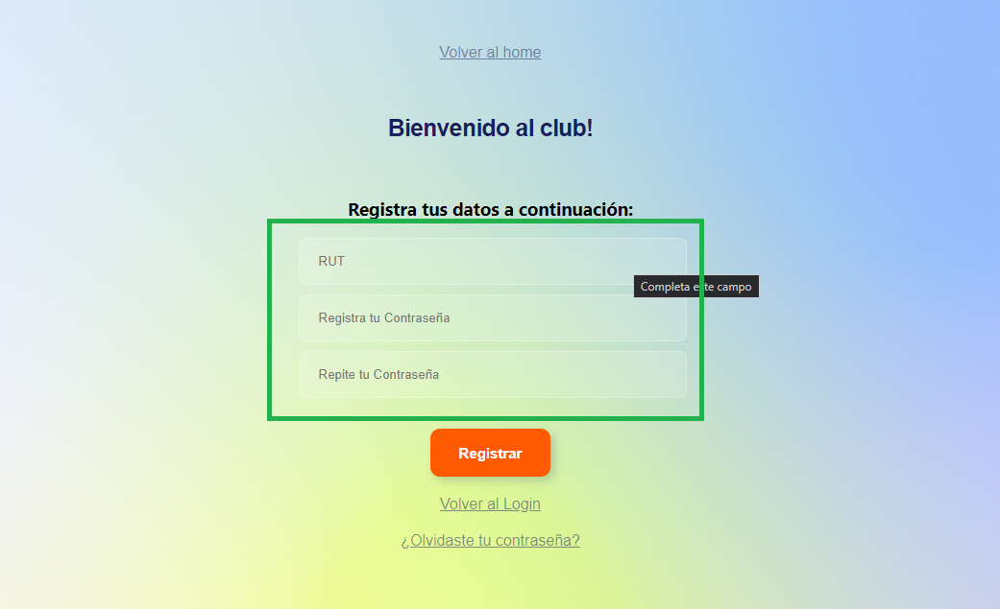 Volver al home
Bienvenido al club!
Registra tus datos a continuación:
RUT
Completa este campo
Registra tu Contraseña
Repite tu Contraseña
Registrar
Volver al Login
¿Olvidaste tu contraseña?